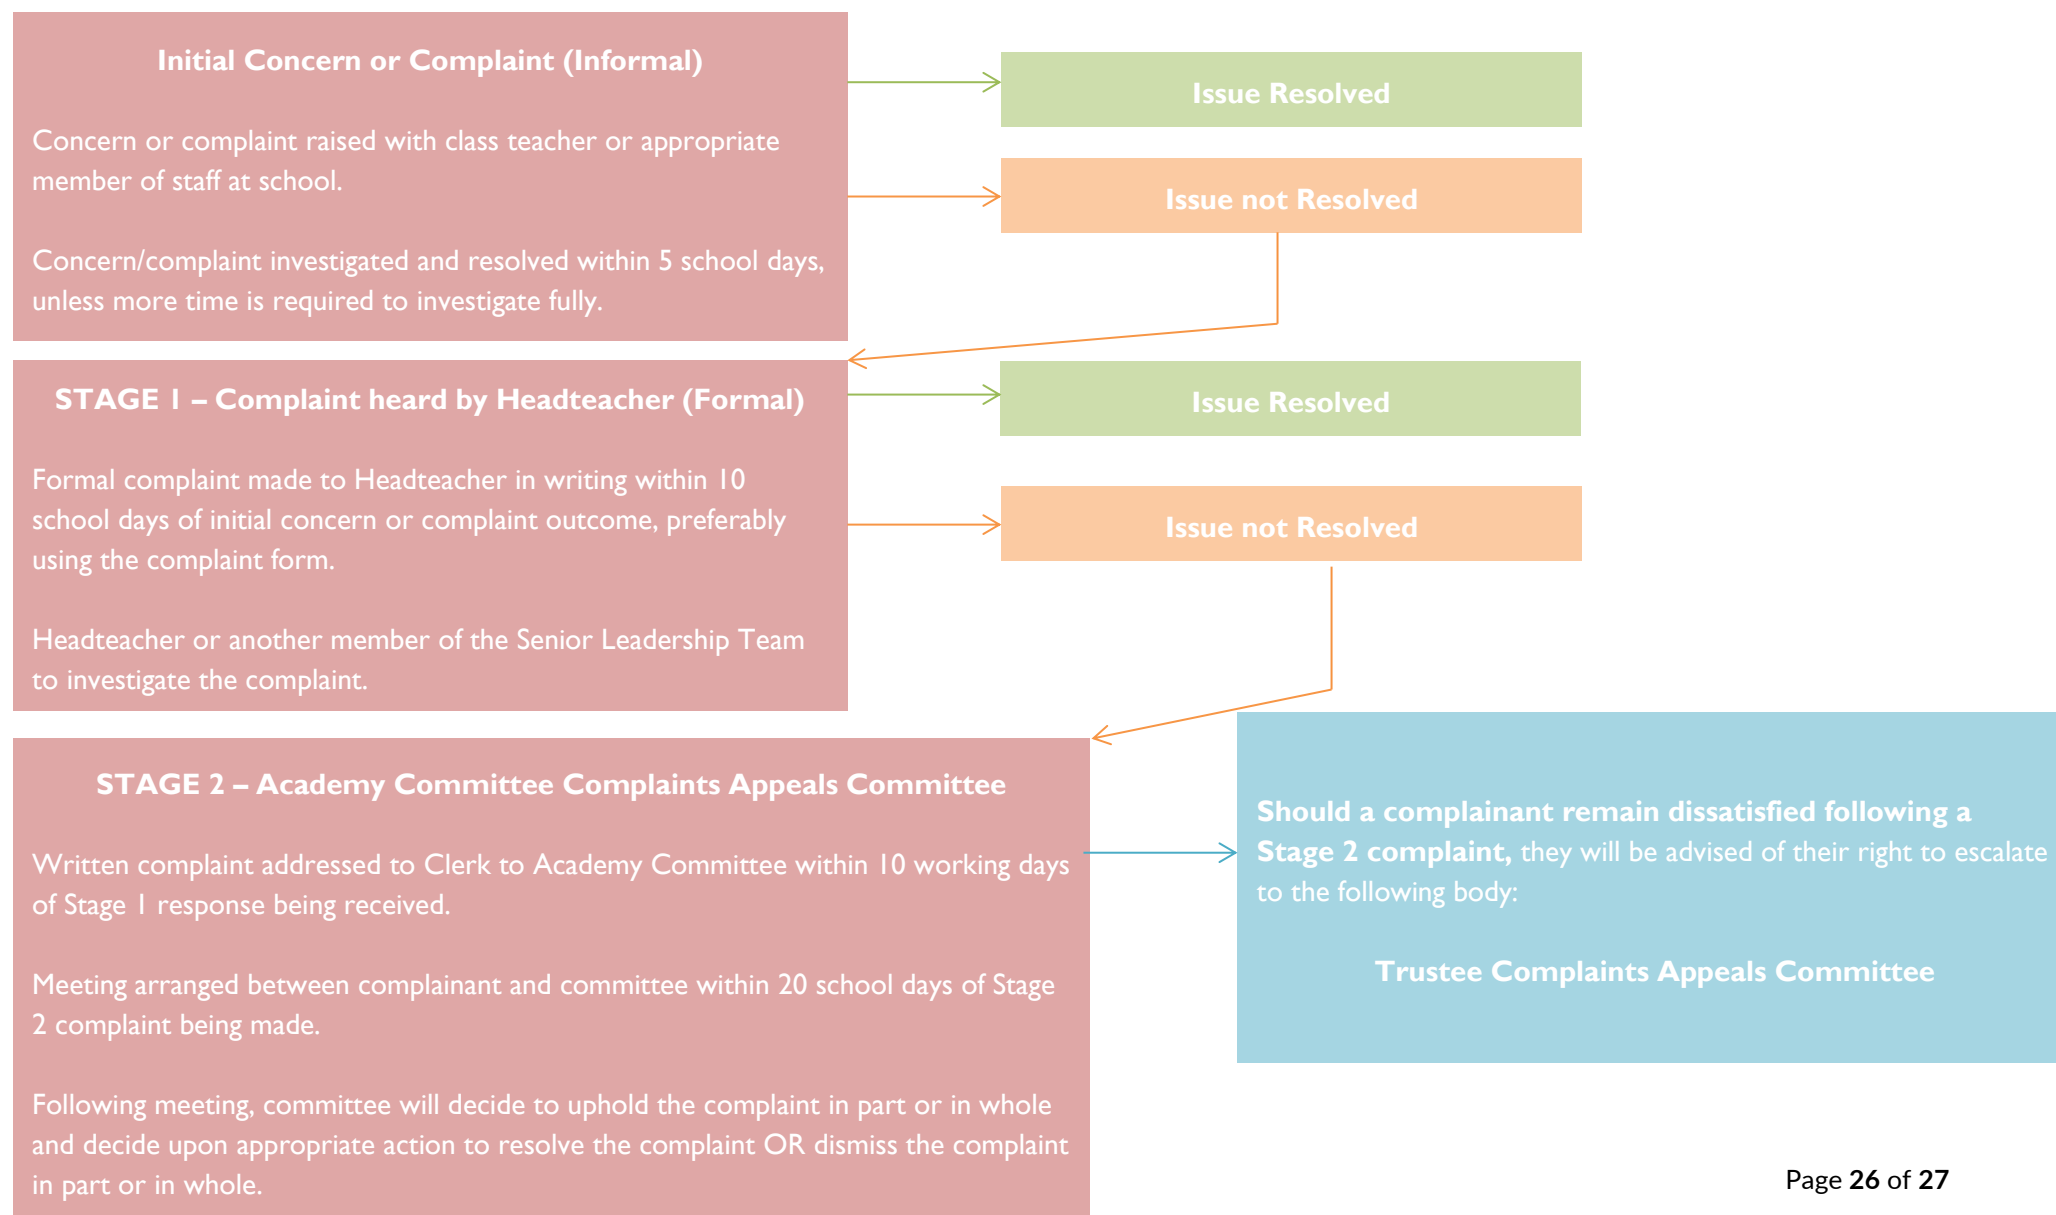 Initial Concern or Complaint (Informal)
Concern or complaint raised with class teacher or appropriate
member of staff at school.
Concern/complaint investigated and resolved within 5 school days,
unless more time is required to investigate fully.
Issue Resolved
Issue not Resolved
STAGE 1 – Complaint heard by Headteacher (Formal)
Formal complaint made to Headteacher in writing within 10
school days of initial concern or complaint outcome, preferably
using the complaint form.
Headteacher or another member of the Senior Leadership Team
to investigate the complaint.
Issue Resolved
Issue not Resolved
STAGE 2 – Academy Committee Complaints Appeals Committee
Written complaint addressed to Clerk to Academy Committee within 10 working days
of Stage 1 response being received.
Meeting arranged between complainant and committee within 20 school days of Stage
2 complaint being made.
Following meeting, committee will decide to uphold the complaint in part or in whole
and decide upon appropriate action to resolve the complaint OR dismiss the complaint
in part or in whole.
Should a complainant remain dissatisfied following a
Stage 2 complaint, they will be advised of their right to escalate
to the following body:
Trustee Complaints Appeals Committee
Page 26 of 27